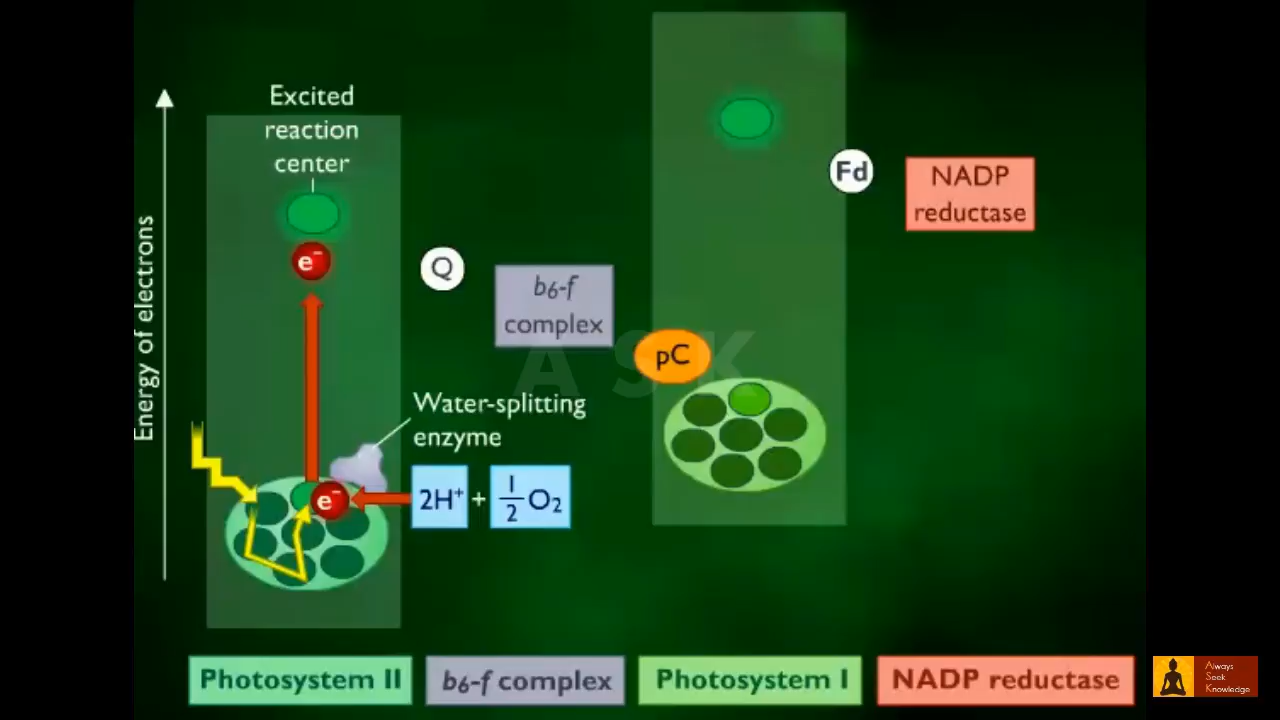 Excited
reaction
center
Energy of electrons
e⁻
Q
b₆-f
complex
Fd
NADP
reductase
pC
ASK
Water-splitting
enzyme
e⁻
2H⁺ + 1/2 O₂
Photosystem II
b₆-f complex
Photosystem I
NADP reductase
Always
Seek
Knowledge